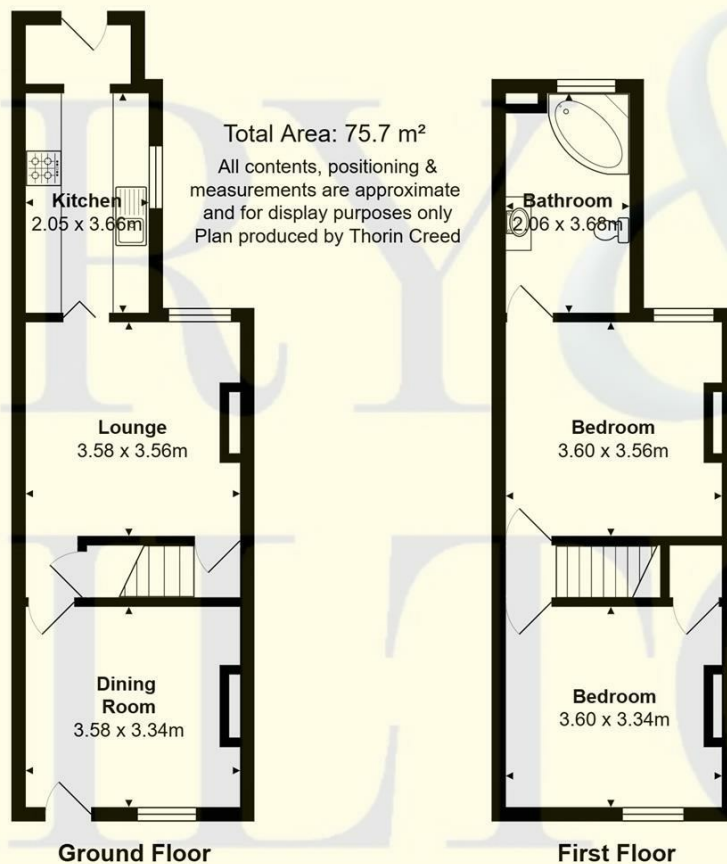 Total Area: 75.7 m²
All contents, positioning &
measurements are approximate
and for display purposes only
Plan produced by Thorin Creed
Kitchen
2.05 x 3.66m
Lounge
3.58 x 3.56m
Dining
Room
3.58 x 3.34m
Ground Floor
Bathroom
2.06 x 3.68m
Bedroom
3.60 x 3.56m
Bedroom
3.60 x 3.34m
First Floor
RY&
ILTO